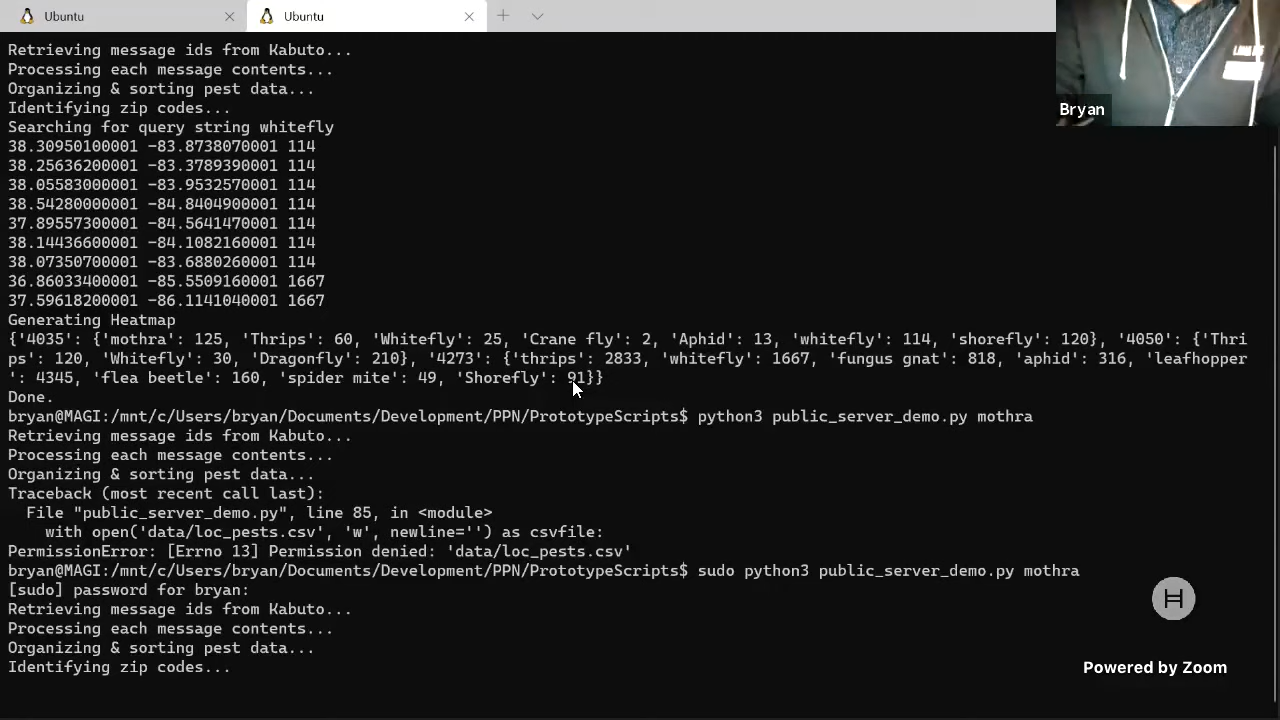 Ubuntu
Ubuntu
Retrieving message ids from Kabuto...
Processing each message contents...
Organizing & sorting pest data...
Identifying zip codes...
Searching for query string whitefly
38.30950100001 -83.8738070001 114
38.25636200001 -83.3789390001 114
38.05583000001 -83.9532570001 114
38.54280000001 -84.8404900001 114
37.89557300001 -84.5641470001 114
38.14436600001 -84.1082160001 114
38.07350700001 -83.6880260001 114
36.86033400001 -85.5509160001 1667
37.59618200001 -86.1141040001 1667
Generating Heatmap
{'4035': {'mothra': 125, 'Thrips': 60, 'Whitefly': 25, 'Crane fly': 2, 'Aphid': 13, 'whitefly': 114, 'shorefly': 120}, '4050': {'Thri
ps': 120, 'Whitefly': 30, 'Dragonfly': 210}, '4273': {'thrips': 2833, 'whitefly': 1667, 'fungus gnat': 818, 'aphid': 316, 'leafhopper
': 4345, 'flea beetle': 160, 'spider mite': 49, 'Shorefly': 91}}
Done.
bryan@MAGI:/mnt/c/Users/bryan/Documents/Development/PPN/PrototypeScripts$ python3 public_server_demo.py mothra
Retrieving message ids from Kabuto...
Processing each message contents...
Organizing & sorting pest data...
Traceback (most recent call last):
  File "public_server_demo.py", line 85, in <module>
    with open('data/loc_pests.csv', 'w', newline='') as csvfile:
PermissionError: [Errno 13] Permission denied: 'data/loc_pests.csv'
bryan@MAGI:/mnt/c/Users/bryan/Documents/Development/PPN/PrototypeScripts$ sudo python3 public_server_demo.py mothra
[sudo] password for bryan:
Retrieving message ids from Kabuto...
Processing each message contents...
Organizing & sorting pest data...
Identifying zip codes...
Bryan
Powered by Zoom